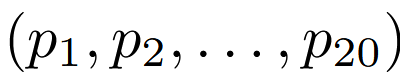 (p₁, p₂, . . . , p₂₀)